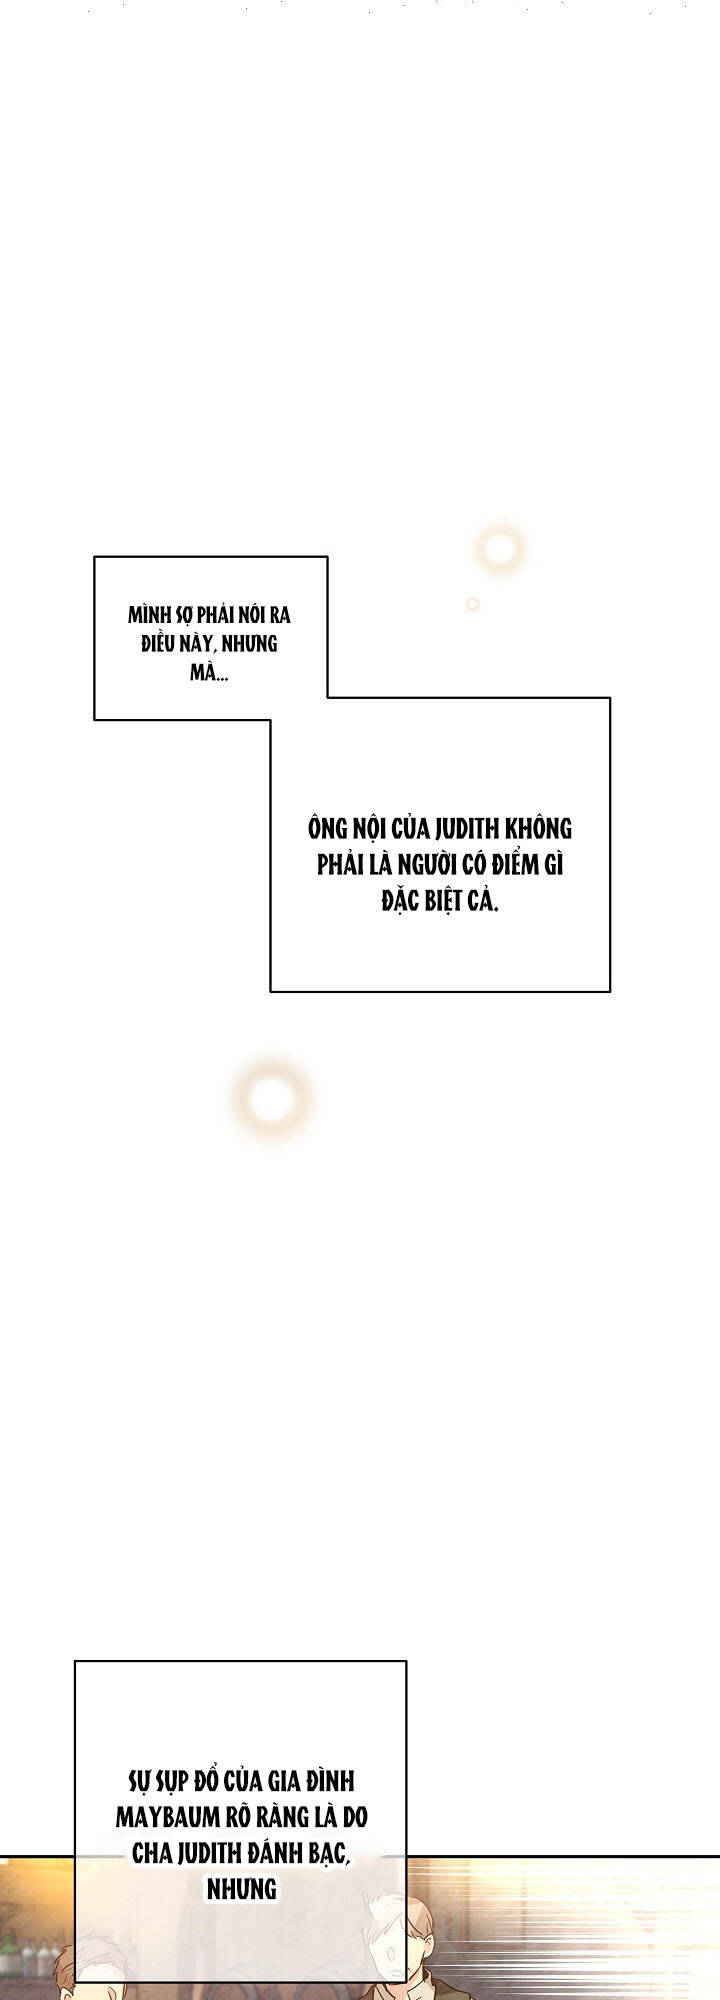 MÌNH SỢ PHẢI NÓI RA
ĐIỀU NÀY, NHƯNG
MÀ...
ÔNG NỘI CỦA JUDITH KHÔNG
PHẢI LÀ NGƯỜI CÓ ĐIỂM GÌ
ĐẶC BIỆT CẢ.
SỰ SỤP ĐỔ CỦA GIA ĐÌNH
MAYBAUM RÕ RÀNG LÀ DO
CHA JUDITH ĐÁNH BẠC,
NHƯNG